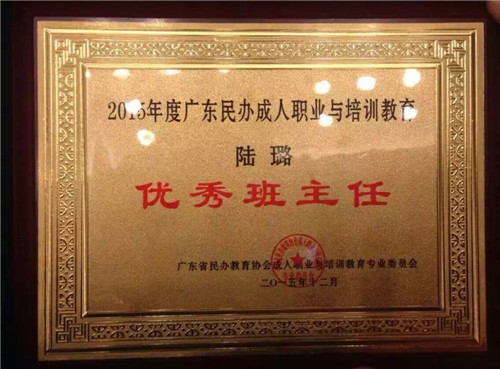 2015年度广东民办成人职业与培训教育
陆璐
优秀班主任
广东省民办教育协会成人职业与培训教育专业委员会
二〇一五年十二月